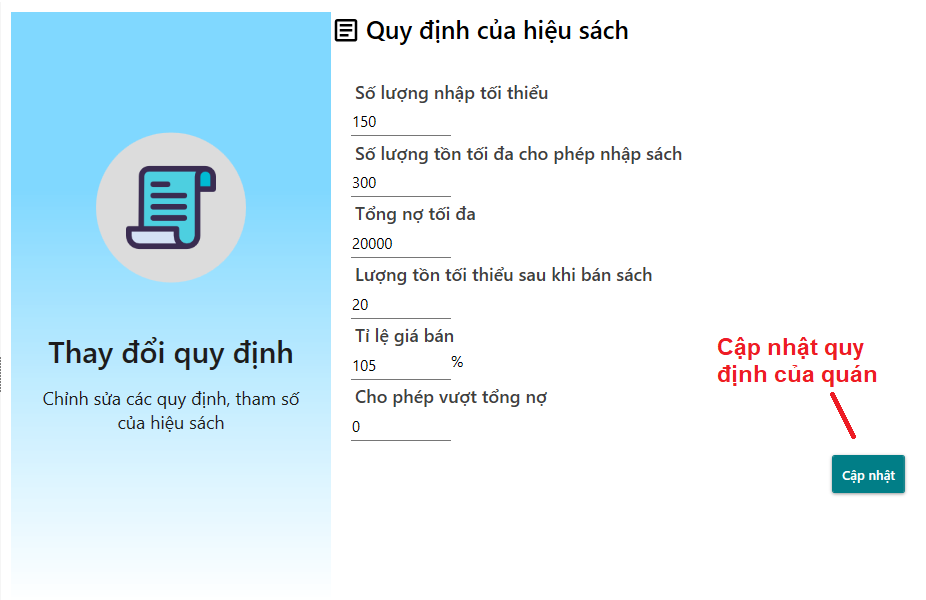 Thay đổi quy định
Chỉnh sửa các quy định, tham số
của hiệu sách
Quy định của hiệu sách
Số lượng nhập tối thiểu
150
Số lượng tồn tối đa cho phép nhập sách
300
Tổng nợ tối đa
20000
Lượng tồn tối thiểu sau khi bán sách
20
Tỉ lệ giá bán
105 %
Cho phép vượt tổng nợ
0
Cập nhật quy
định của quán
Cập nhật